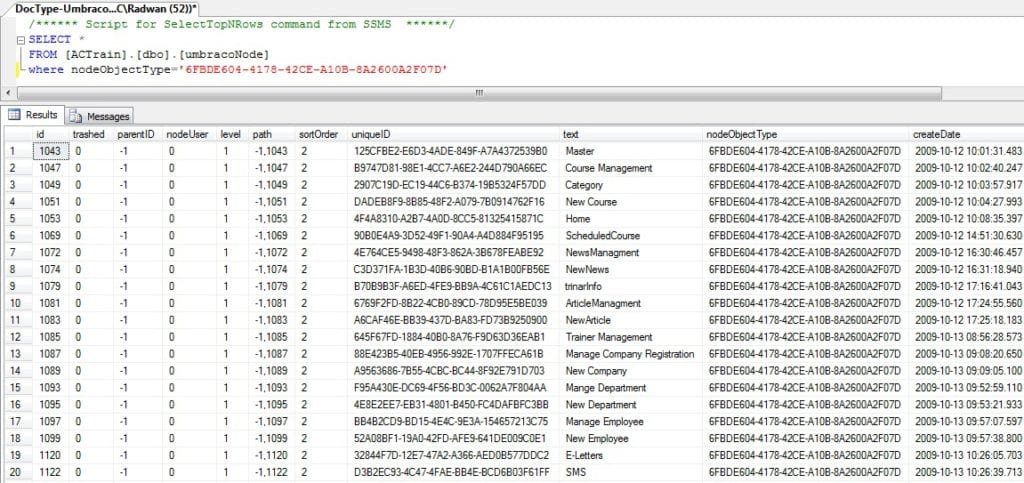 DocType-Umbraco...C\Radwan (52))*
/****** Script for SelectTopNRows command from SSMS ******/
SELECT *
FROM [ACTrain].[dbo].[umbracoNode]
where nodeObjectType='6FBDE604-4178-42CE-A10B-8A2600A2F07D'
Results Messages
id trashed parentID nodeUser level path sortOrder uniqueID text nodeObjectType createDate
1 1043 0 -1 0 1 -1,1043 2 125CFBE2-E6D3-4ADE-849F-A7A4372539B0 Master 6FBDE604-4178-42CE-A10B-8A2600A2F07D 2009-10-12 10:01:31.483
2 1047 0 -1 0 1 -1,1047 2 B9747D81-98E1-4CC7-A6E2-244D790A66EC Course Management 6FBDE604-4178-42CE-A10B-8A2600A2F07D 2009-10-12 10:02:40.247
3 1049 0 -1 0 1 -1,1049 2 2907C19D-EC19-44C6-B374-19B5324F57DD Category 6FBDE604-4178-42CE-A10B-8A2600A2F07D 2009-10-12 10:03:57.917
4 1051 0 -1 0 1 -1,1051 2 DADEB8F9-8B85-48F2-A079-7B0914762F16 New Course 6FBDE604-4178-42CE-A10B-8A2600A2F07D 2009-10-12 10:04:27.993
5 1053 0 -1 0 1 -1,1053 2 4F4A8310-A2B7-4A0D-8CC5-81325415871C Home 6FBDE604-4178-42CE-A10B-8A2600A2F07D 2009-10-12 10:08:35.397
6 1069 0 -1 0 1 -1,1069 2 90B0E4A9-3D52-49F1-90A4-A4D884F95195 ScheduledCourse 6FBDE604-4178-42CE-A10B-8A2600A2F07D 2009-10-12 14:51:30.630
7 1072 0 -1 0 1 -1,1072 2 4E764CE5-9498-48F3-862A-3B678FEABE92 NewsManagment 6FBDE604-4178-42CE-A10B-8A2600A2F07D 2009-10-12 16:30:46.457
8 1074 0 -1 0 1 -1,1074 2 C3D371FA-1B3D-40B6-90BD-B1A1B00FB56E NewNews 6FBDE604-4178-42CE-A10B-8A2600A2F07D 2009-10-12 16:31:18.940
9 1079 0 -1 0 1 -1,1079 2 B70B9B3F-A6ED-4FE9-BB9A-4C61C1AEDC13 trinarInfo 6FBDE604-4178-42CE-A10B-8A2600A2F07D 2009-10-12 17:16:41.043
10 1081 0 -1 0 1 -1,1081 2 6769F2FD-8B22-4CB0-89CD-78D95E5BE039 ArticleManagment 6FBDE604-4178-42CE-A10B-8A2600A2F07D 2009-10-12 17:24:55.560
11 1083 0 -1 0 1 -1,1083 2 A6CAF46E-BB39-437D-BA83-FD73B9250900 NewArticle 6FBDE604-4178-42CE-A10B-8A2600A2F07D 2009-10-12 17:25:18.183
12 1085 0 -1 0 1 -1,1085 2 645F67FD-1884-40B0-8A76-F9D63D36EAB1 Trainer Management 6FBDE604-4178-42CE-A10B-8A2600A2F07D 2009-10-13 08:56:28.573
13 1087 0 -1 0 1 -1,1087 2 88E423B5-40EB-4956-992E-1707FFECA61B Manage Company Registration 6FBDE604-4178-42CE-A10B-8A2600A2F07D 2009-10-13 09:08:20.650
14 1089 0 -1 0 1 -1,1089 2 A9563686-7B55-4CBC-BC44-8F92E791D703 New Company 6FBDE604-4178-42CE-A10B-8A2600A2F07D 2009-10-13 09:09:05.100
15 1093 0 -1 0 1 -1,1093 2 F95A430E-DC69-4F56-BD3C-0062A7F804AA Mange Department 6FBDE604-4178-42CE-A10B-8A2600A2F07D 2009-10-13 09:52:59.110
16 1095 0 -1 0 1 -1,1095 2 4E8E2EE7-EB31-4801-B450-FC4DAFBFC3BB New Department 6FBDE604-4178-42CE-A10B-8A2600A2F07D 2009-10-13 09:53:21.933
17 1097 0 -1 0 1 -1,1097 2 BB4B2CD9-BD15-4E4C-9E3A-154657213C75 Manage Employee 6FBDE604-4178-42CE-A10B-8A2600A2F07D 2009-10-13 09:57:07.597
18 1099 0 -1 0 1 -1,1099 2 52A08BF1-19A0-42FD-AFE9-641DE009C0E1 New Employee 6FBDE604-4178-42CE-A10B-8A2600A2F07D 2009-10-13 09:57:38.800
19 1120 0 -1 0 1 -1,1120 2 32844F7D-12E7-47A2-A366-AED0B577DDC2 E-Letters 6FBDE604-4178-42CE-A10B-8A2600A2F07D 2009-10-13 10:26:05.703
20 1122 0 -1 0 1 -1,1122 2 D3B2EC93-4C47-4FAE-BB4E-BCD6B03F61FF SMS 6FBDE604-4178-42CE-A10B-8A2600A2F07D 2009-10-13 10:26:39.713